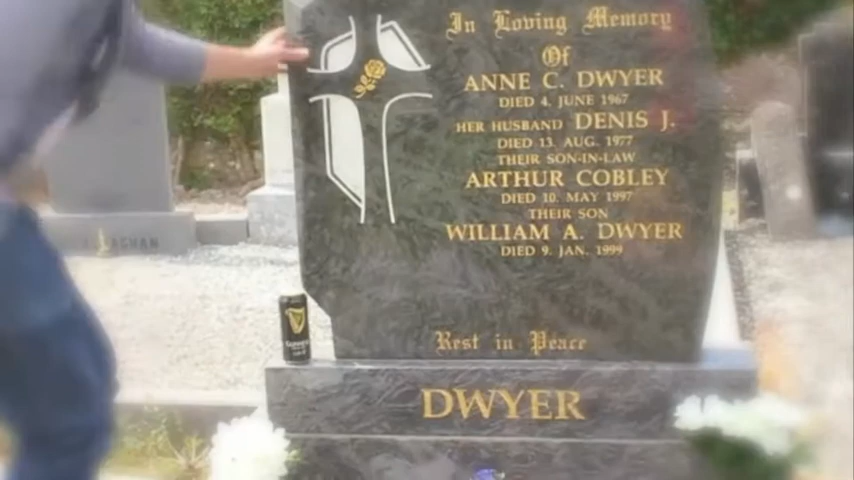 In Loving Memory
Of
ANNE C. DWYER
DIED 4. JUNE 1967
HER HUSBAND DENIS J.
DIED 13. AUG. 1977
THEIR SON-IN-LAW
ARTHUR COBLEY
DIED 10. MAY 1997
THEIR SON
WILLIAM A. DWYER
DIED 9. JAN. 1999
Rest in Peace
DWYER
GUINNESS